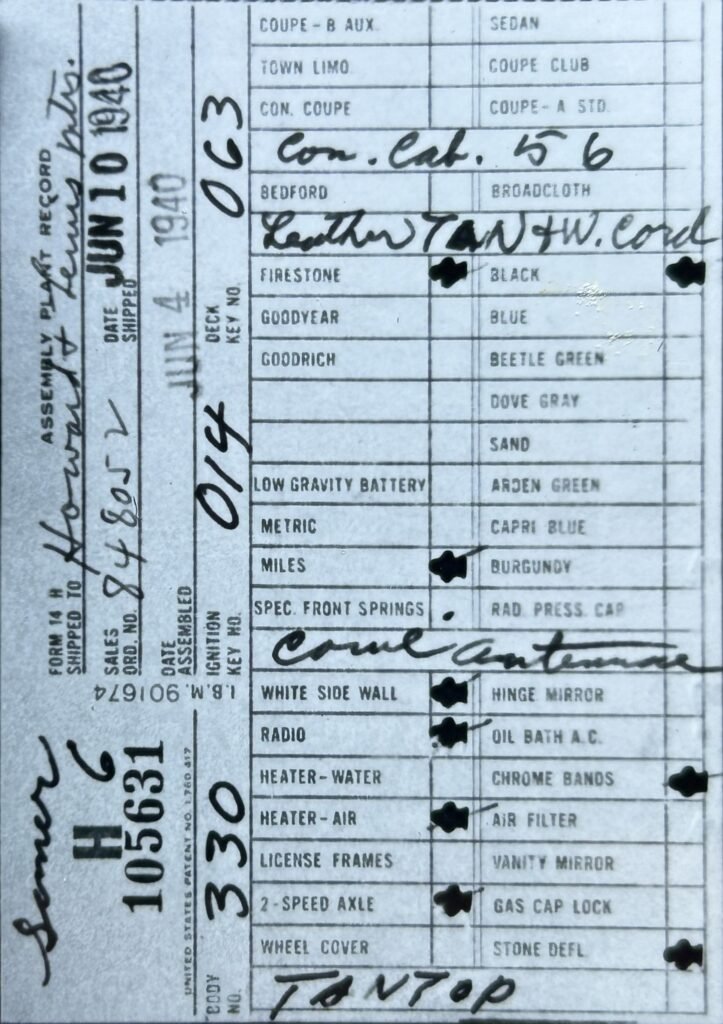 FORM 14 H
ASSEMBLY PLANT RECORD
SHIPPED TO Howard & Lewis Mtrs.
SALES ORD. NO. 848052
DATE SHIPPED JUN 10 1940
DATE ASSEMBLED JUN 4 1940
IGNITION KEY NO. 014
DECK KEY NO. 063
I.B.M. 901674
H 6
105631
UNITED STATES PATENT NO. 1,780,417
BODY NO. 330
COUPE - B AUX. SEDAN
TOWN LIMO. COUPE CLUB
CON. COUPE COUPE - A STD.
Con. Cab. 56
BEDFORD BROADCLOTH
Leather TAN & W. Cord
FIRESTONE BLACK
GOODYEAR BLUE
GOODRICH BEETLE GREEN
DOVE GRAY
SAND
LOW GRAVITY BATTERY ARDEN GREEN
METRIC CAPRI BLUE
MILES BURGUNDY
SPEC. FRONT SPRINGS RAD. PRESS. CAP
Cowl antennae
WHITE SIDE WALL HINGE MIRROR
RADIO OIL BATH A.C.
HEATER - WATER CHROME BANDS
HEATER - AIR AIR FILTER
LICENSE FRAMES VANITY MIRROR
2 - SPEED AXLE GAS CAP LOCK
WHEEL COVER STONE DEFL.
TAN TOP